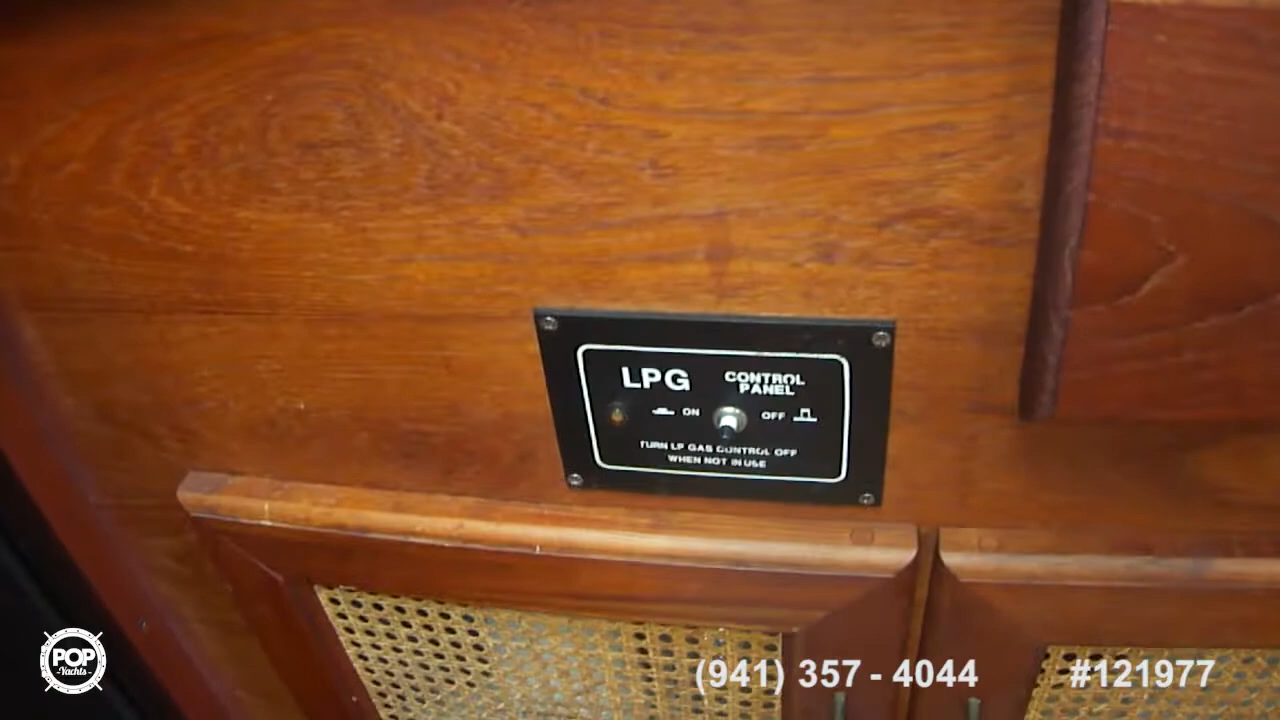 LPG CONTROL PANEL
ON OFF
TURN LP GAS CONTROL OFF
WHEN NOT IN USE
POP
-Yachts-
(941) 357 - 4044 #121977